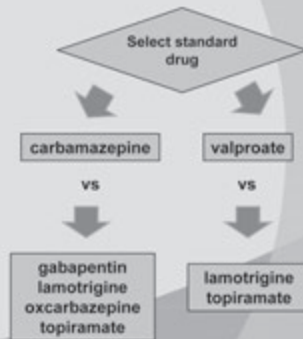 Select standard
drug
carbamazepine
valproate
vs
vs
gabapentin
lamotrigine
oxcarbazepine
topiramate
lamotrigine
topiramate